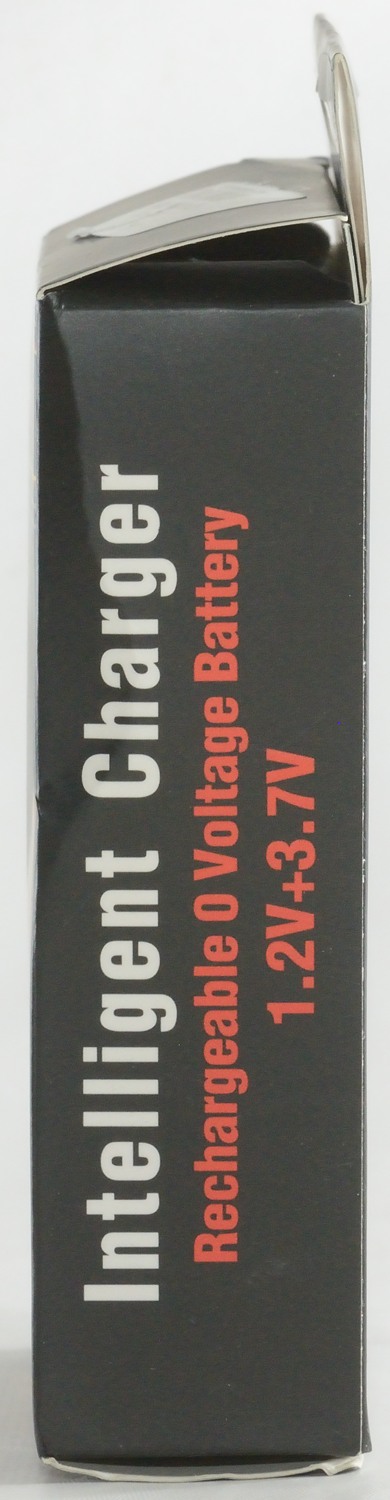 Intelligent Charger
Rechargeable 0 Voltage Battery
1.2V+3.7V